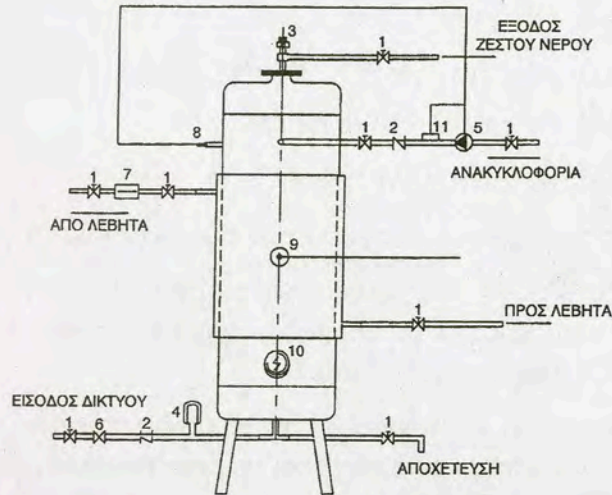 3
1
ΕΞΟΔΟΣ
ΖΕΣΤΟΥ ΝΕΡΟΥ
8
1
2
11
5
1
ΑΝΑΚΥΚΛΟΦΟΡΙΑ
1
7
1
ΑΠΟ ΛΕΒΗΤΑ
9
1
ΠΡΟΣ ΛΕΒΗΤΑ
10
ΕΙΣΟΔΟΣ ΔΙΚΤΥΟΥ
4
1
6
2
1
ΑΠΟΧΕΤΕΥΣΗ